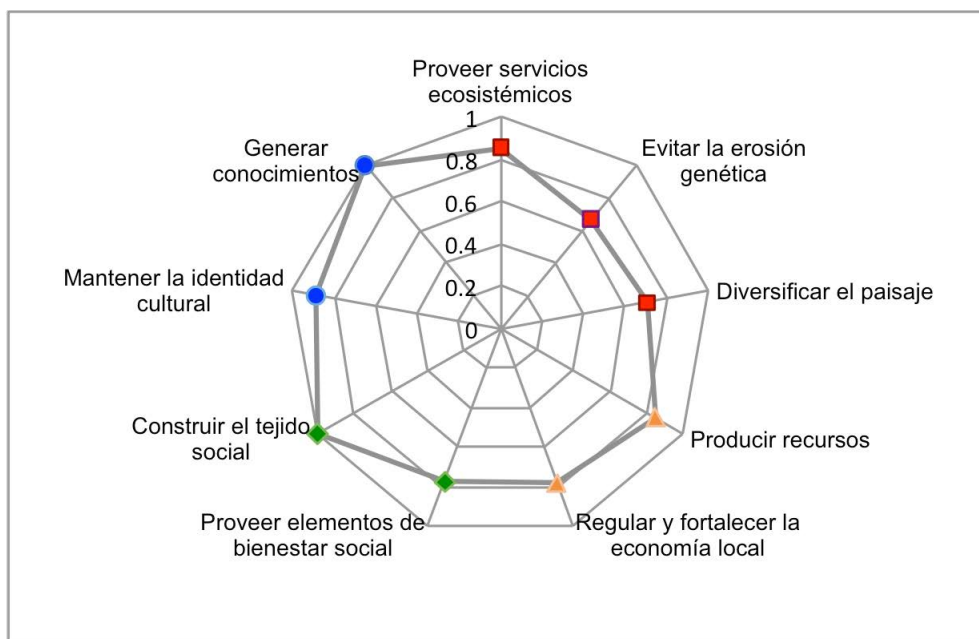 Proveer servicios
ecosistémicos
Evitar la erosión
genética
Diversificar el paisaje
Producir recursos
Regular y fortalecer la
economía local
Proveer elementos de
bienestar social
Construir el tejido
social
Mantener la identidad
cultural
Generar
conocimientos
1
0.8
0.6
0.4
0.2
0